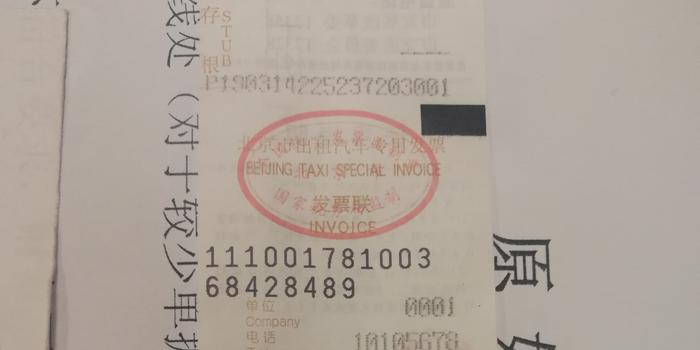 存根
STUB
P190314225237203001
北京市出租汽车专用发票
BEIJING TAXI SPECIAL INVOICE
发票联
INVOICE
111001781003
68428489
单位 0001
Company
电话 10105678
线处（对于较少单
原